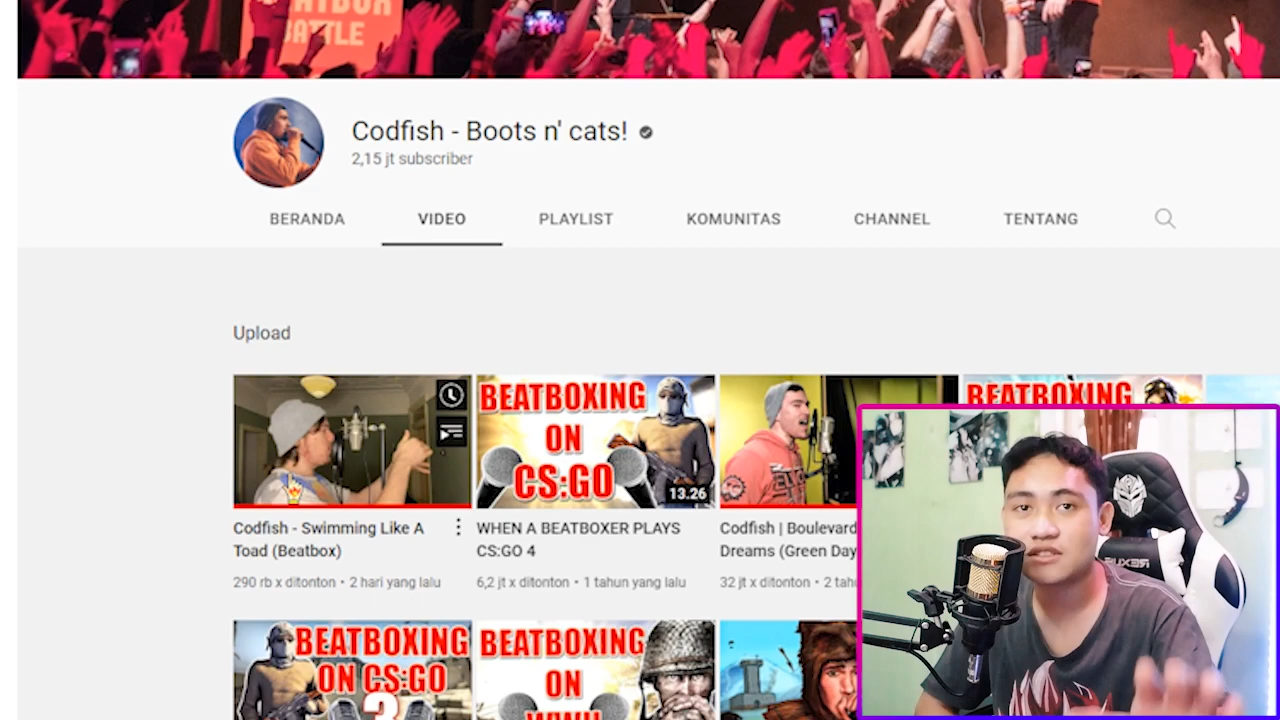 BATTLE
Codfish - Boots n' cats!
2,15 jt subscriber
BERANDA
VIDEO
PLAYLIST
KOMUNITAS
CHANNEL
TENTANG
Upload
BEATBOXING
ON
CS:GO
13.26
BEATBOXING
Codfish - Swimming Like A
Toad (Beatbox)
290 rb x ditonton • 2 hari yang lalu
WHEN A BEATBOXER PLAYS
CS:GO 4
6,2 jt x ditonton • 1 tahun yang lalu
Codfish | Boulevard
Dreams (Green Day
32 jt x ditonton • 2
BEATBOXING
ON CS:GO
BEATBOXING
ON